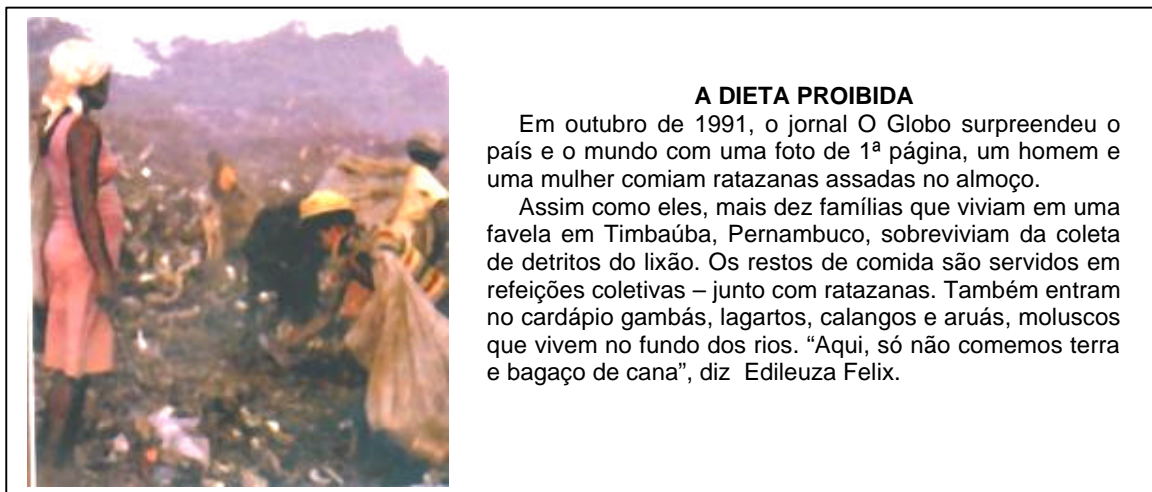 A DIETA PROIBIDA
Em outubro de 1991, o jornal O Globo surpreendeu o
país e o mundo com uma foto de 1ª página, um homem e
uma mulher comiam ratazanas assadas no almoço.
Assim como eles, mais dez famílias que viviam em uma
favela em Timbaúba, Pernambuco, sobreviviam da coleta
de detritos do lixão. Os restos de comida são servidos em
refeições coletivas – junto com ratazanas. Também entram
no cardápio gambás, lagartos, calangos e aruás, moluscos
que vivem no fundo dos rios. “Aqui, só não comemos terra
e bagaço de cana”, diz  Edileuza Felix.